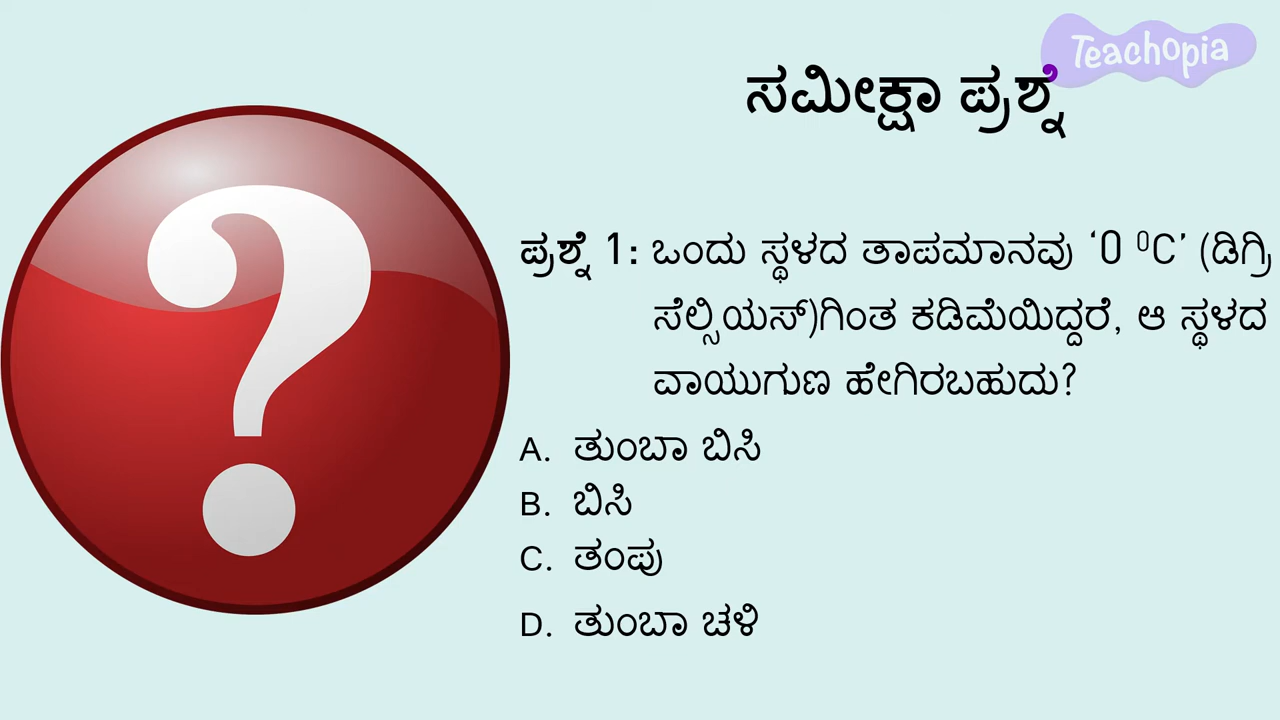 Teachopia
ಸಮೀಕ್ಷಾ ಪ್ರಶ್ನೆ
ಪ್ರಶ್ನೆ 1: ಒಂದು ಸ್ಥಳದ ತಾಪಮಾನವು ‘0 ⁰C’ (ಡಿಗ್ರಿ
ಸೆಲ್ಸಿಯಸ್)ಗಿಂತ ಕಡಿಮೆಯಿದ್ದರೆ, ಆ ಸ್ಥಳದ
ವಾಯುಗುಣ ಹೇಗಿರಬಹುದು?
A. ತುಂಬಾ ಬಿಸಿ
B. ಬಿಸಿ
C. ತಂಪು
D. ತುಂಬಾ ಚಳಿ